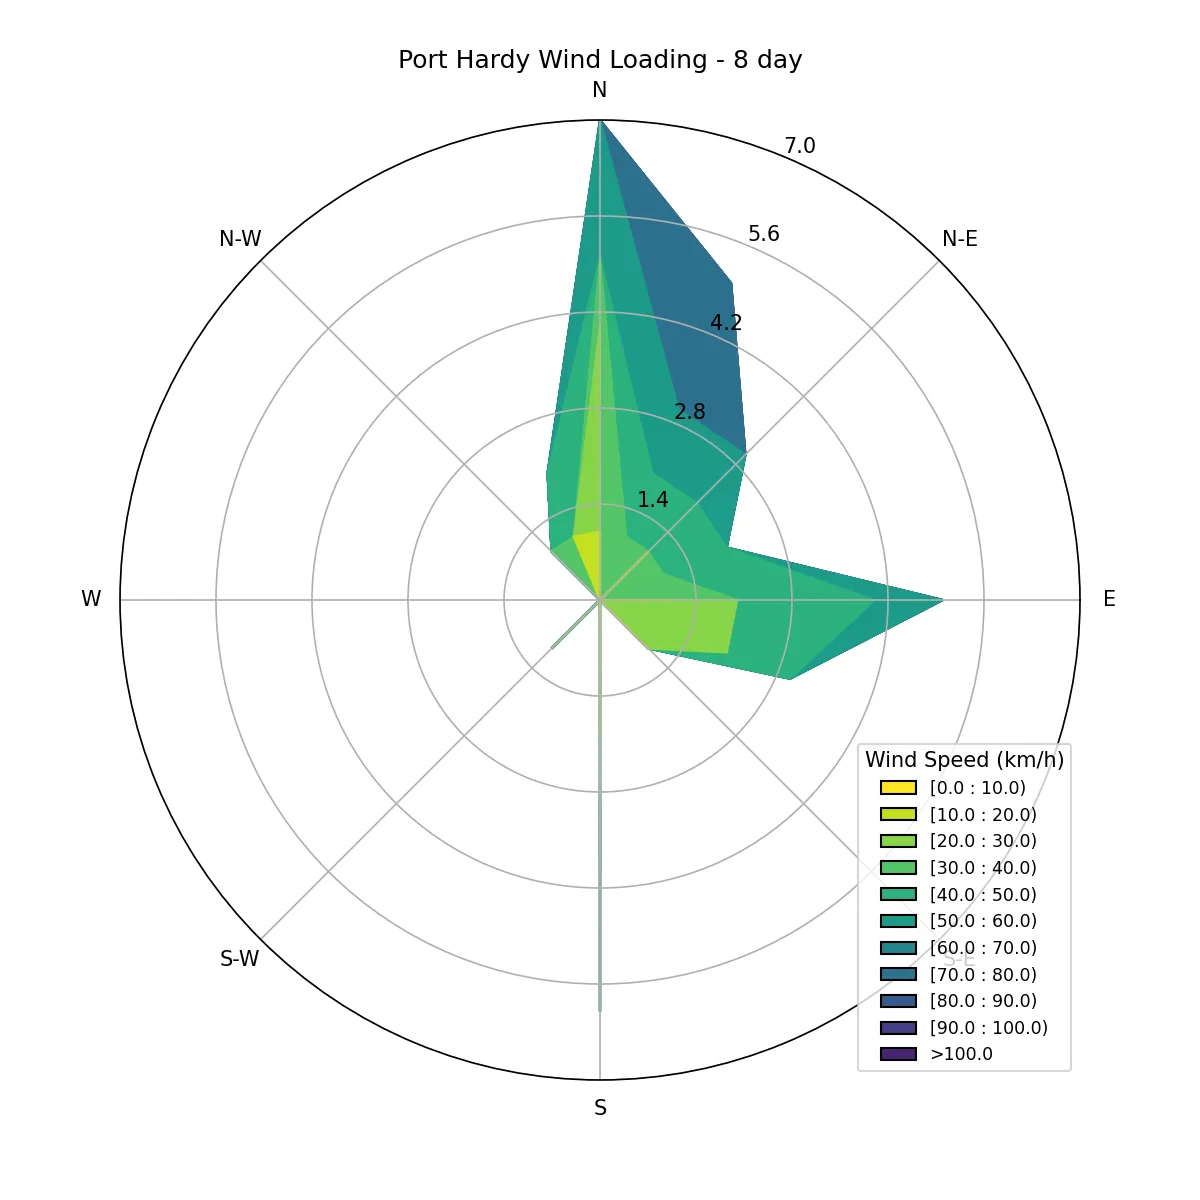 Port Hardy Wind Loading - 8 day
N
7.0
5.6
N-W
N-E
4.2
2.8
1.4
W
E
Wind Speed (km/h)
[0.0 : 10.0)
[10.0 : 20.0)
[20.0 : 30.0)
[30.0 : 40.0)
[40.0 : 50.0)
[50.0 : 60.0)
[60.0 : 70.0)
[70.0 : 80.0)
[80.0 : 90.0)
[90.0 : 100.0)
>100.0
S-W
S-E
S